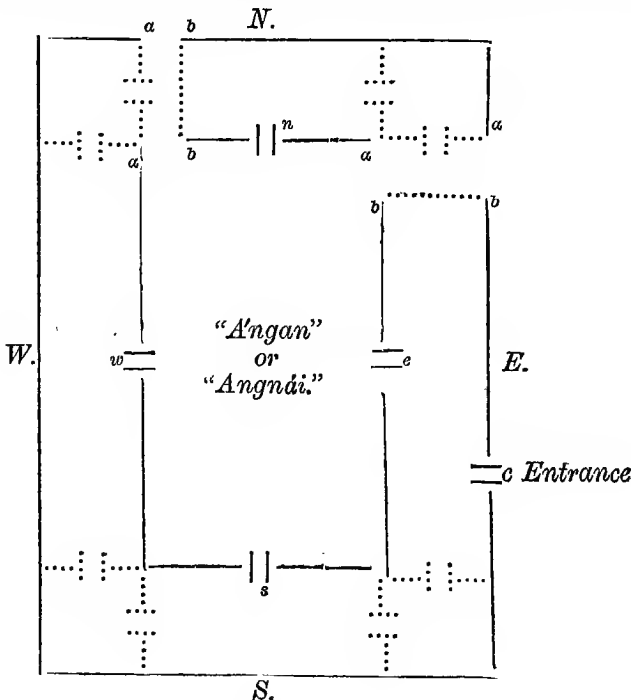 N.
a b
n
b a a
b b
"A'ngan"
or
"Angnái."
W. w e E.
c Entrance
s
S.
a